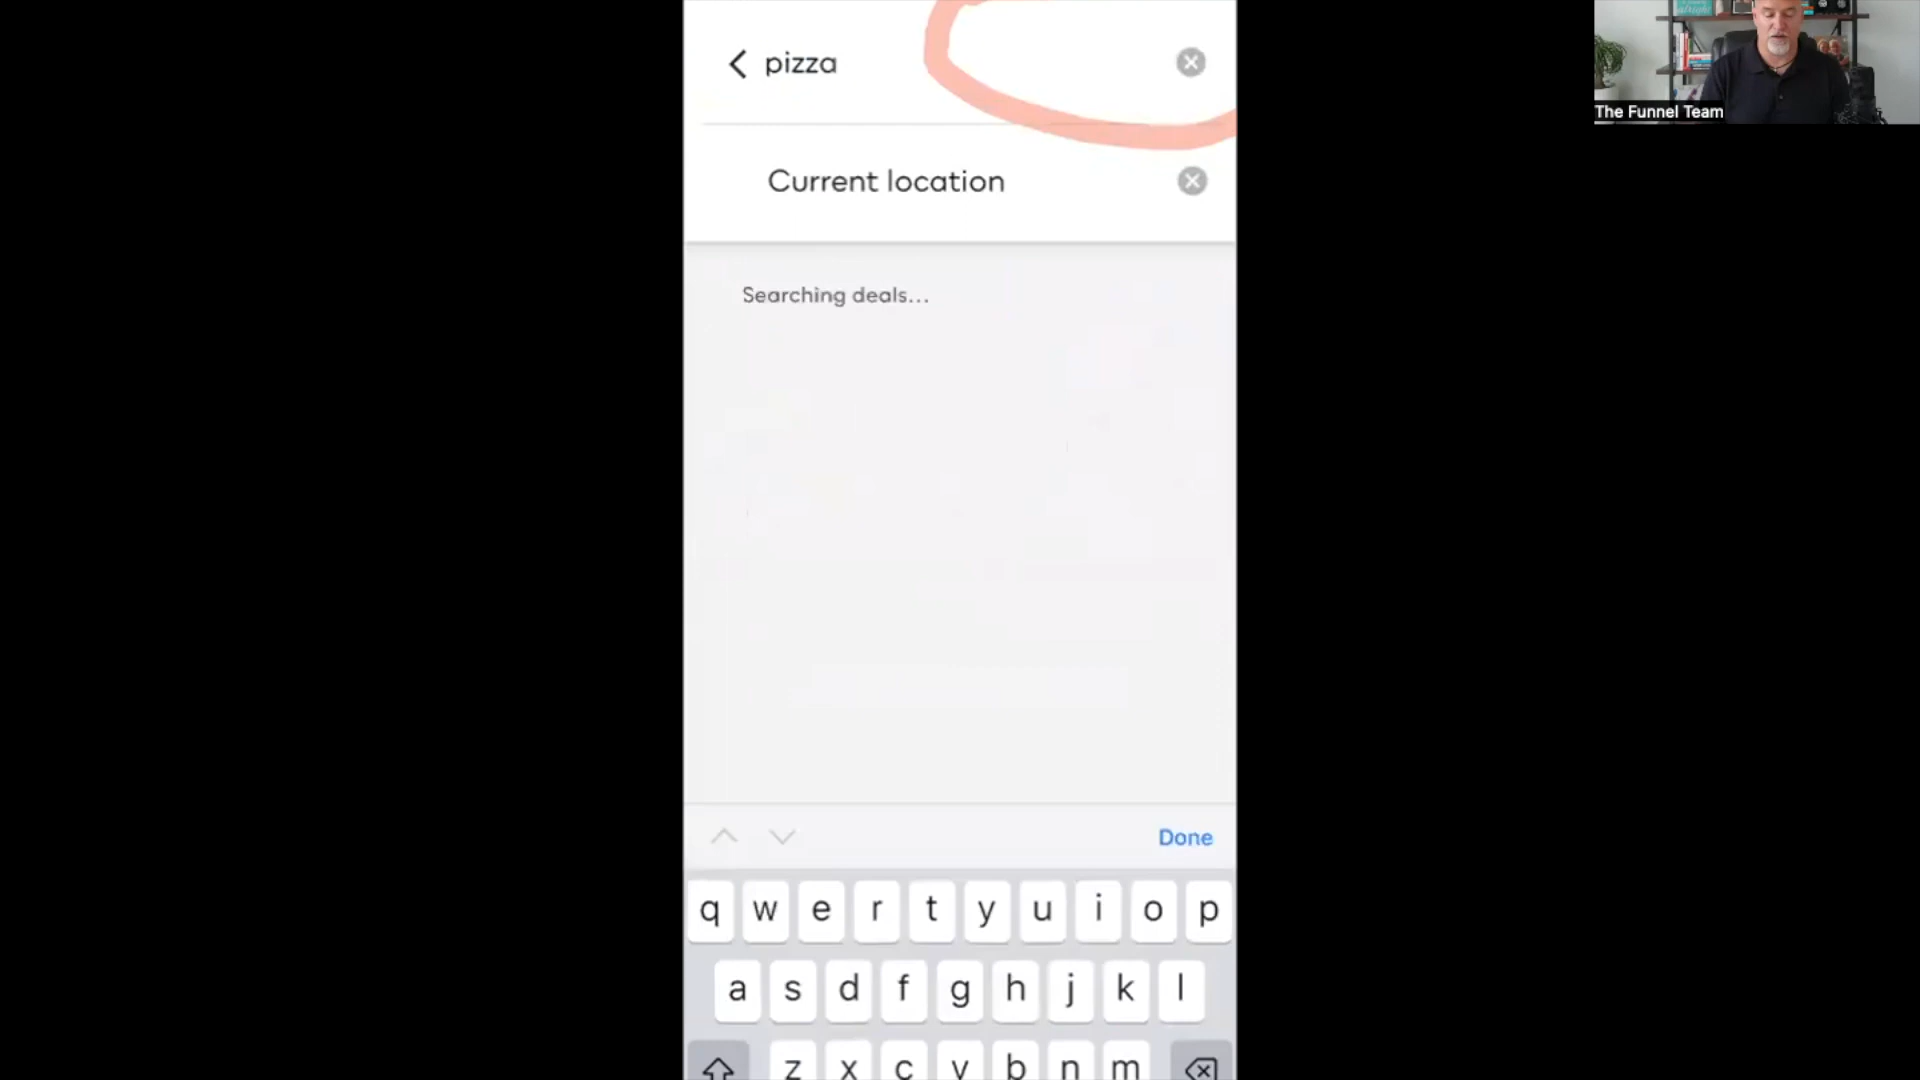 pizza
The Funnel Team
Current location
Searching deals...
Done
q w e r t y u i o p
a s d f g h j k l
z x c v b n m